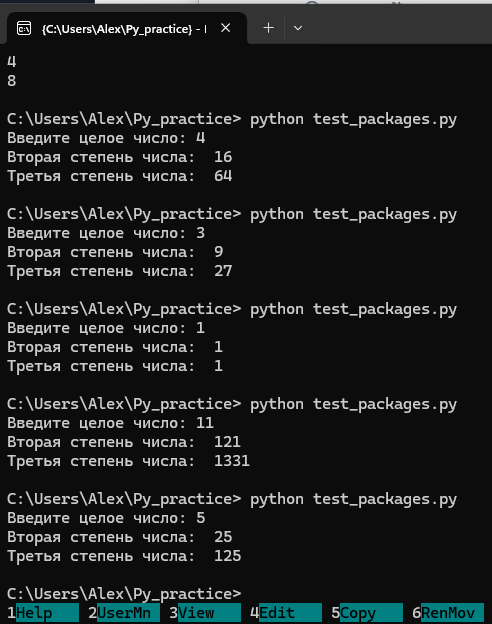 {C:\Users\Alex\Py_practice} - I
4
8
C:\Users\Alex\Py_practice> python test_packages.py
Введите целое число: 4
Вторая степень числа:  16
Третья степень числа:  64
C:\Users\Alex\Py_practice> python test_packages.py
Введите целое число: 3
Вторая степень числа:  9
Третья степень числа:  27
C:\Users\Alex\Py_practice> python test_packages.py
Введите целое число: 1
Вторая степень числа:  1
Третья степень числа:  1
C:\Users\Alex\Py_practice> python test_packages.py
Введите целое число: 11
Вторая степень числа:  121
Третья степень числа:  1331
C:\Users\Alex\Py_practice> python test_packages.py
Введите целое число: 5
Вторая степень числа:  25
Третья степень числа:  125
C:\Users\Alex\Py_practice>
1Help 2UserMn 3View 4Edit 5Copy 6RenMov